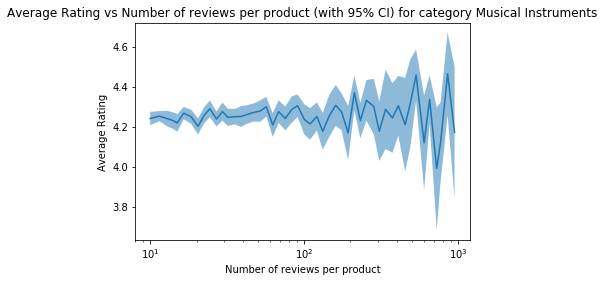 Average Rating vs Number of reviews per product (with 95% CI) for category Musical Instruments
4.6
4.4
4.2
4.0
3.8
Average Rating
10¹ 10² 10³
Number of reviews per product